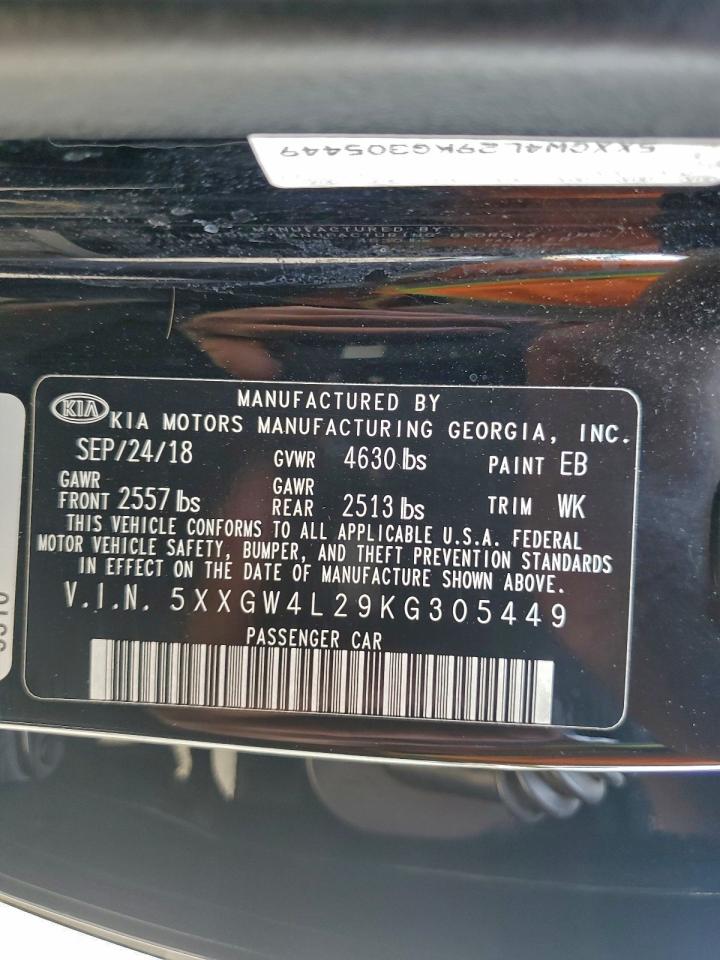 5XXGW4L29KG305449
MANUFACTURED BY
KIA
KIA MOTORS MANUFACTURING GEORGIA, INC.
SEP/24/18 GVWR 4630 lbs PAINT EB
GAWR FRONT 2557 lbs GAWR REAR 2513 lbs TRIM WK
THIS VEHICLE CONFORMS TO ALL APPLICABLE U.S.A. FEDERAL
MOTOR VEHICLE SAFETY, BUMPER, AND THEFT PREVENTION STANDARDS
IN EFFECT ON THE DATE OF MANUFACTURE SHOWN ABOVE.
V.I.N. 5XXGW4L29KG305449
PASSENGER CAR